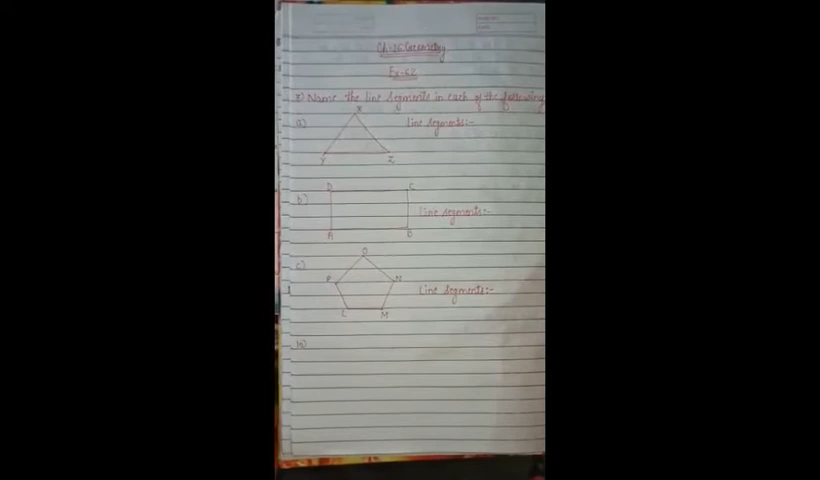 Ch-16 Geometry
Ex-62
I) Name the line segments in each of the following
a)
X
Line segments:-
Y
Z
b)
D
C
Line segments:-
A
B
c)
O
P
N
Line segments:-
L
M